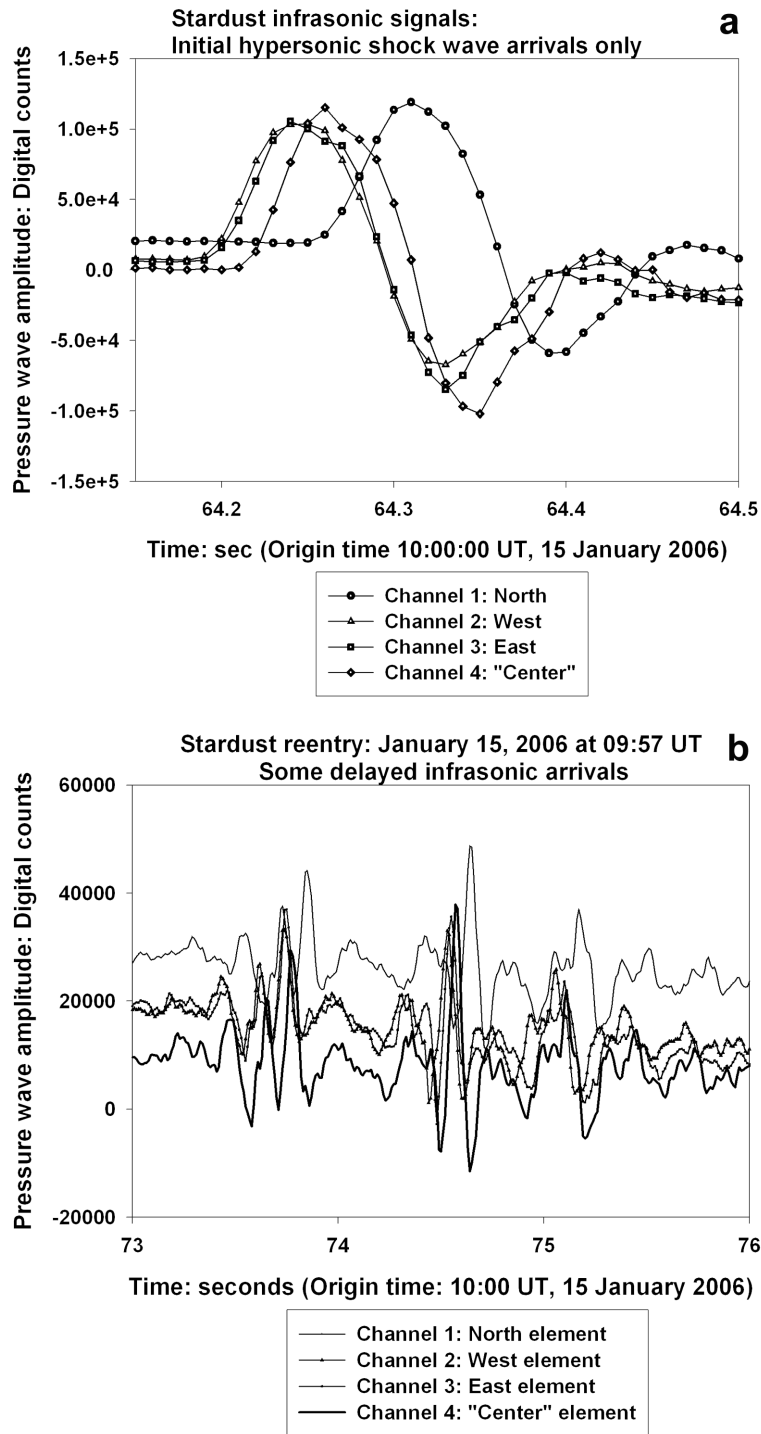 Stardust infrasonic signals:
Initial hypersonic shock wave arrivals only
a
Pressure wave amplitude: Digital counts
1.5e+5
1.0e+5
5.0e+4
0.0
-5.0e+4
-1.0e+5
-1.5e+5
64.2 64.3 64.4 64.5
Time: sec (Origin time 10:00:00 UT, 15 January 2006)
Channel 1: North
Channel 2: West
Channel 3: East
Channel 4: "Center"
Stardust reentry: January 15, 2006 at 09:57 UT
Some delayed infrasonic arrivals
b
Pressure wave amplitude: Digital counts
60000
40000
20000
0
-20000
73 74 75 76
Time: seconds (Origin time: 10:00 UT, 15 January 2006)
Channel 1: North element
Channel 2: West element
Channel 3: East element
Channel 4: "Center" element